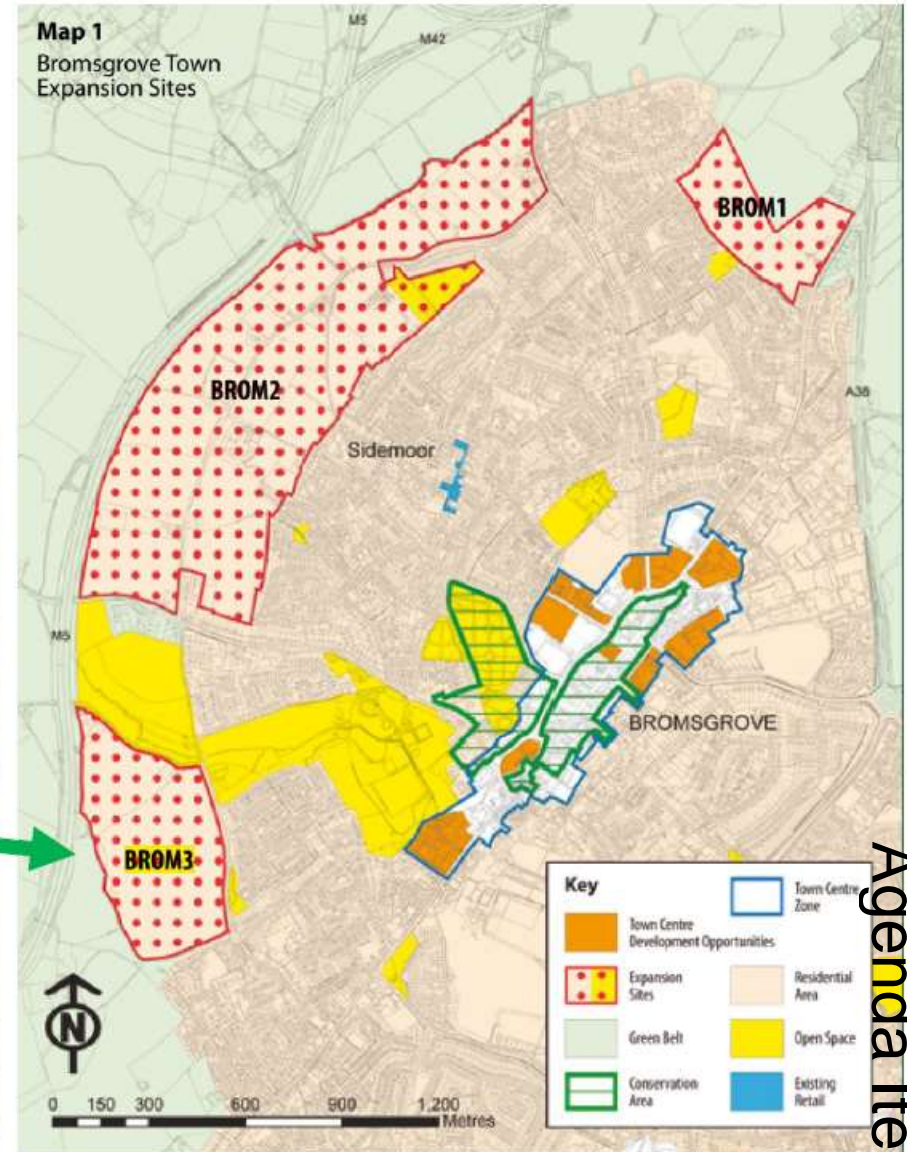 Map 1
Bromsgrove Town
Expansion Sites
M5
M42
BROM1
BROM2
A38
Sidemoor
M5
BROMSGROVE
BROM3
Key
Town Centre
Zone
Town Centre
Development Opportunities
Expansion
Sites
Residential
Area
Green Belt
Open Space
Conservation
Area
Existing
Retail
N
0 150 300 600 900 1,200
Metres
Agenda Ite